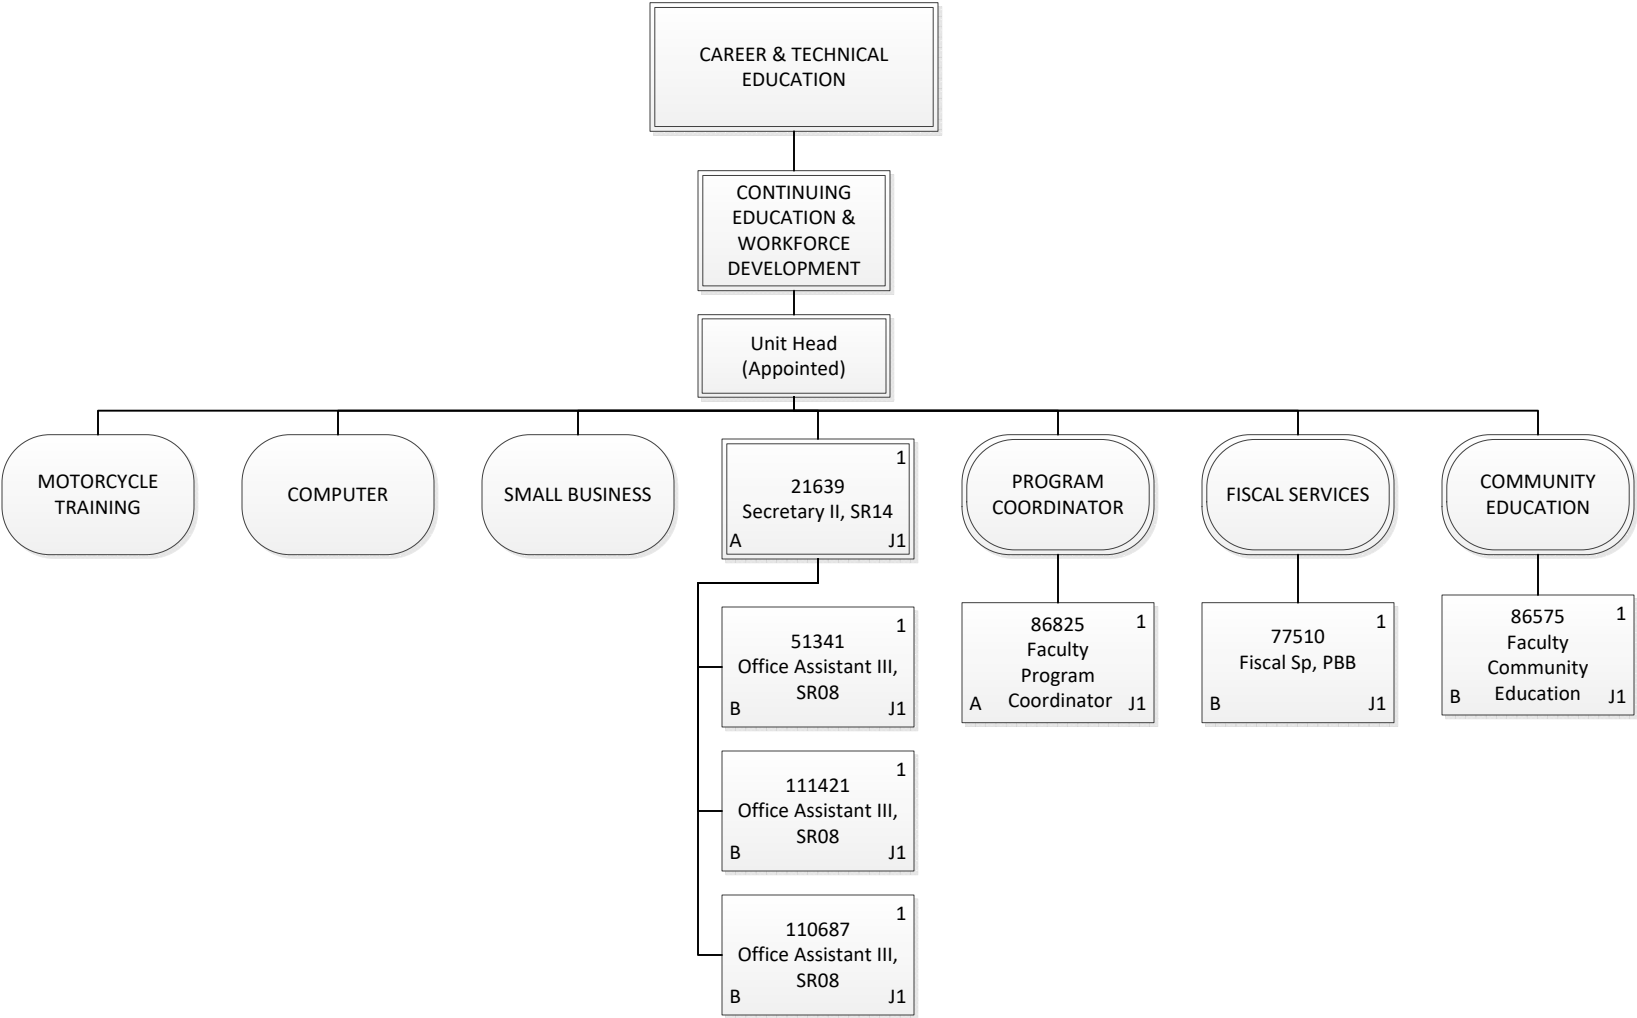 CAREER & TECHNICAL
EDUCATION
CONTINUING
EDUCATION &
WORKFORCE
DEVELOPMENT
Unit Head
(Appointed)
MOTORCYCLE
TRAINING
COMPUTER
SMALL BUSINESS
1
21639
Secretary II, SR14
A J1
PROGRAM
COORDINATOR
FISCAL SERVICES
COMMUNITY
EDUCATION
1
51341
Office Assistant III,
SR08
B J1
1
111421
Office Assistant III,
SR08
B J1
1
110687
Office Assistant III,
SR08
B J1
86825 1
Faculty
Program
A Coordinator J1
1
77510
Fiscal Sp, PBB
B J1
86575 1
Faculty
Community
B Education J1